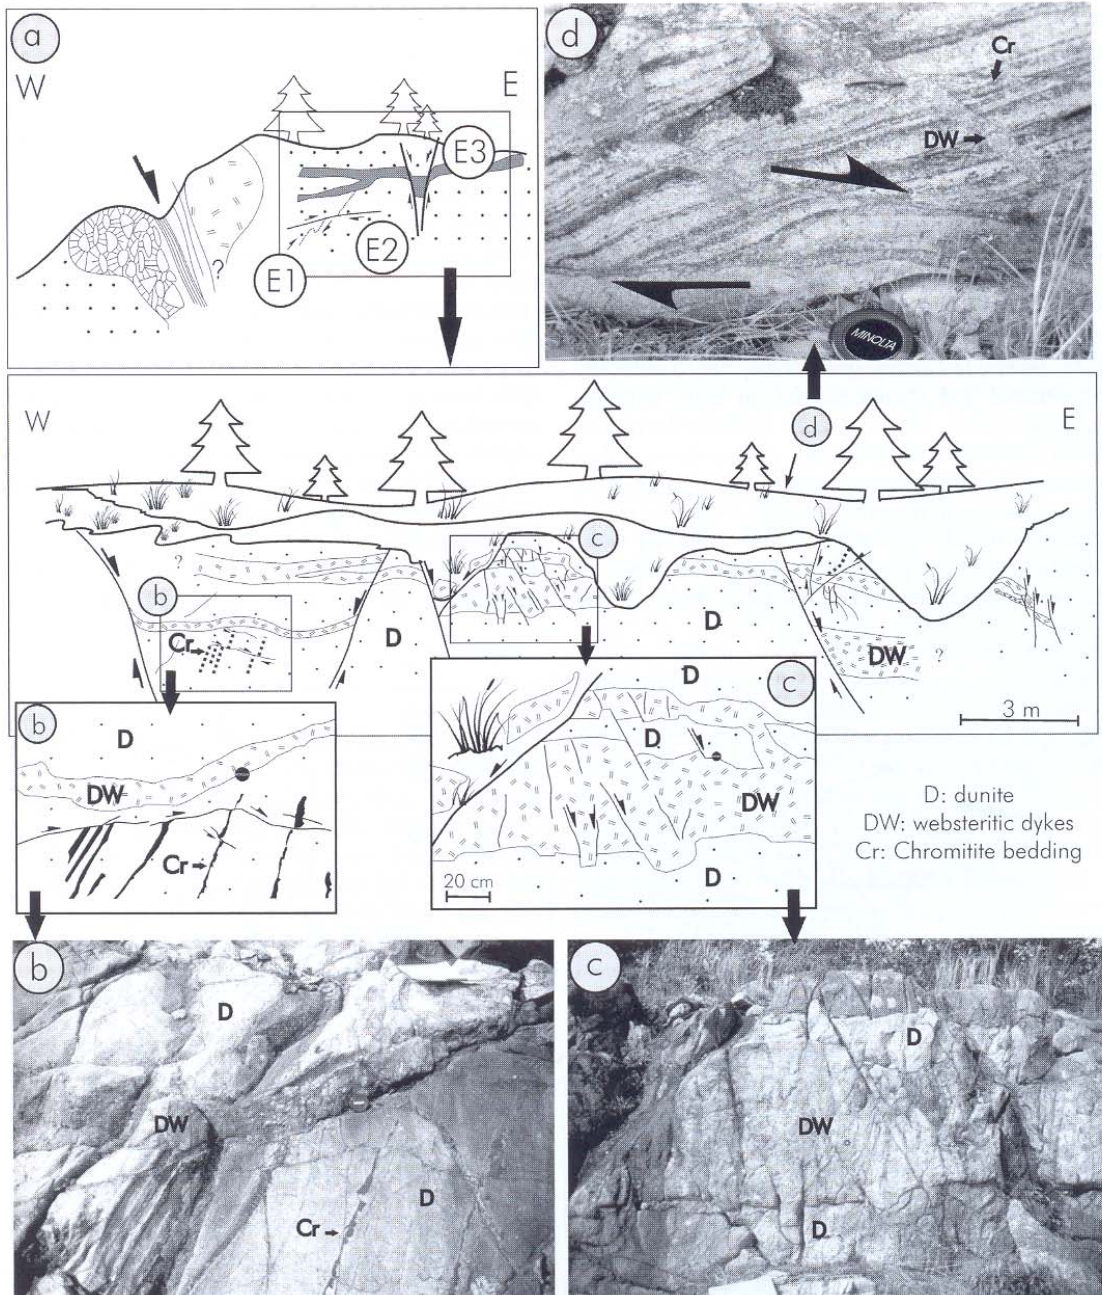 a
W
E
E3
E2
E1
?
d
Cr
DW
MINOLTA
W
E
d
c
?
b
Cr
D
D
DW
?
3 m
b
D
DW
Cr
c
D
D
DW
D
20 cm
D: dunite
DW: websteritic dykes
Cr: Chromitite bedding
b
D
DW
D
Cr
c
D
DW
D